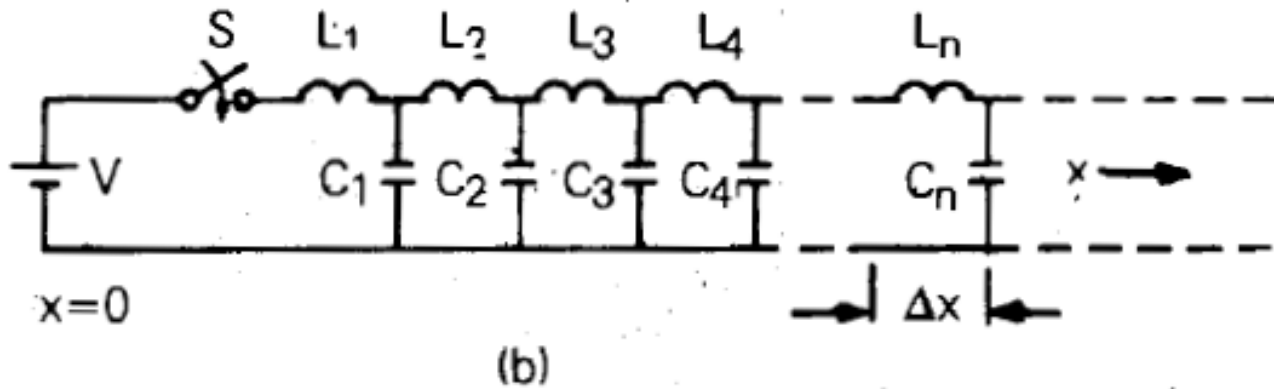 S L₁ L₂ L₃ L₄ Lₙ
V C₁ C₂ C₃ C₄ Cₙ x
x=0 Δx
(b)